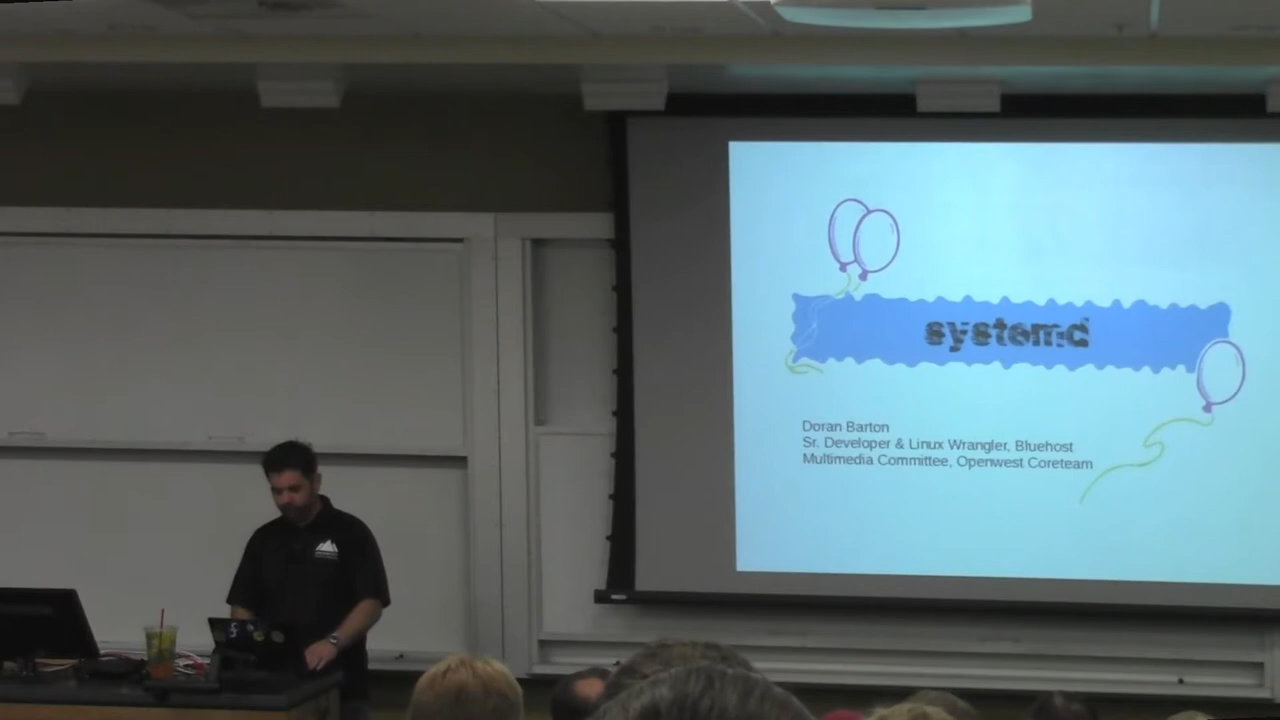 systemd
Doran Barton
Sr. Developer & Linux Wrangler, Bluehost
Multimedia Committee, Openwest Coreteam